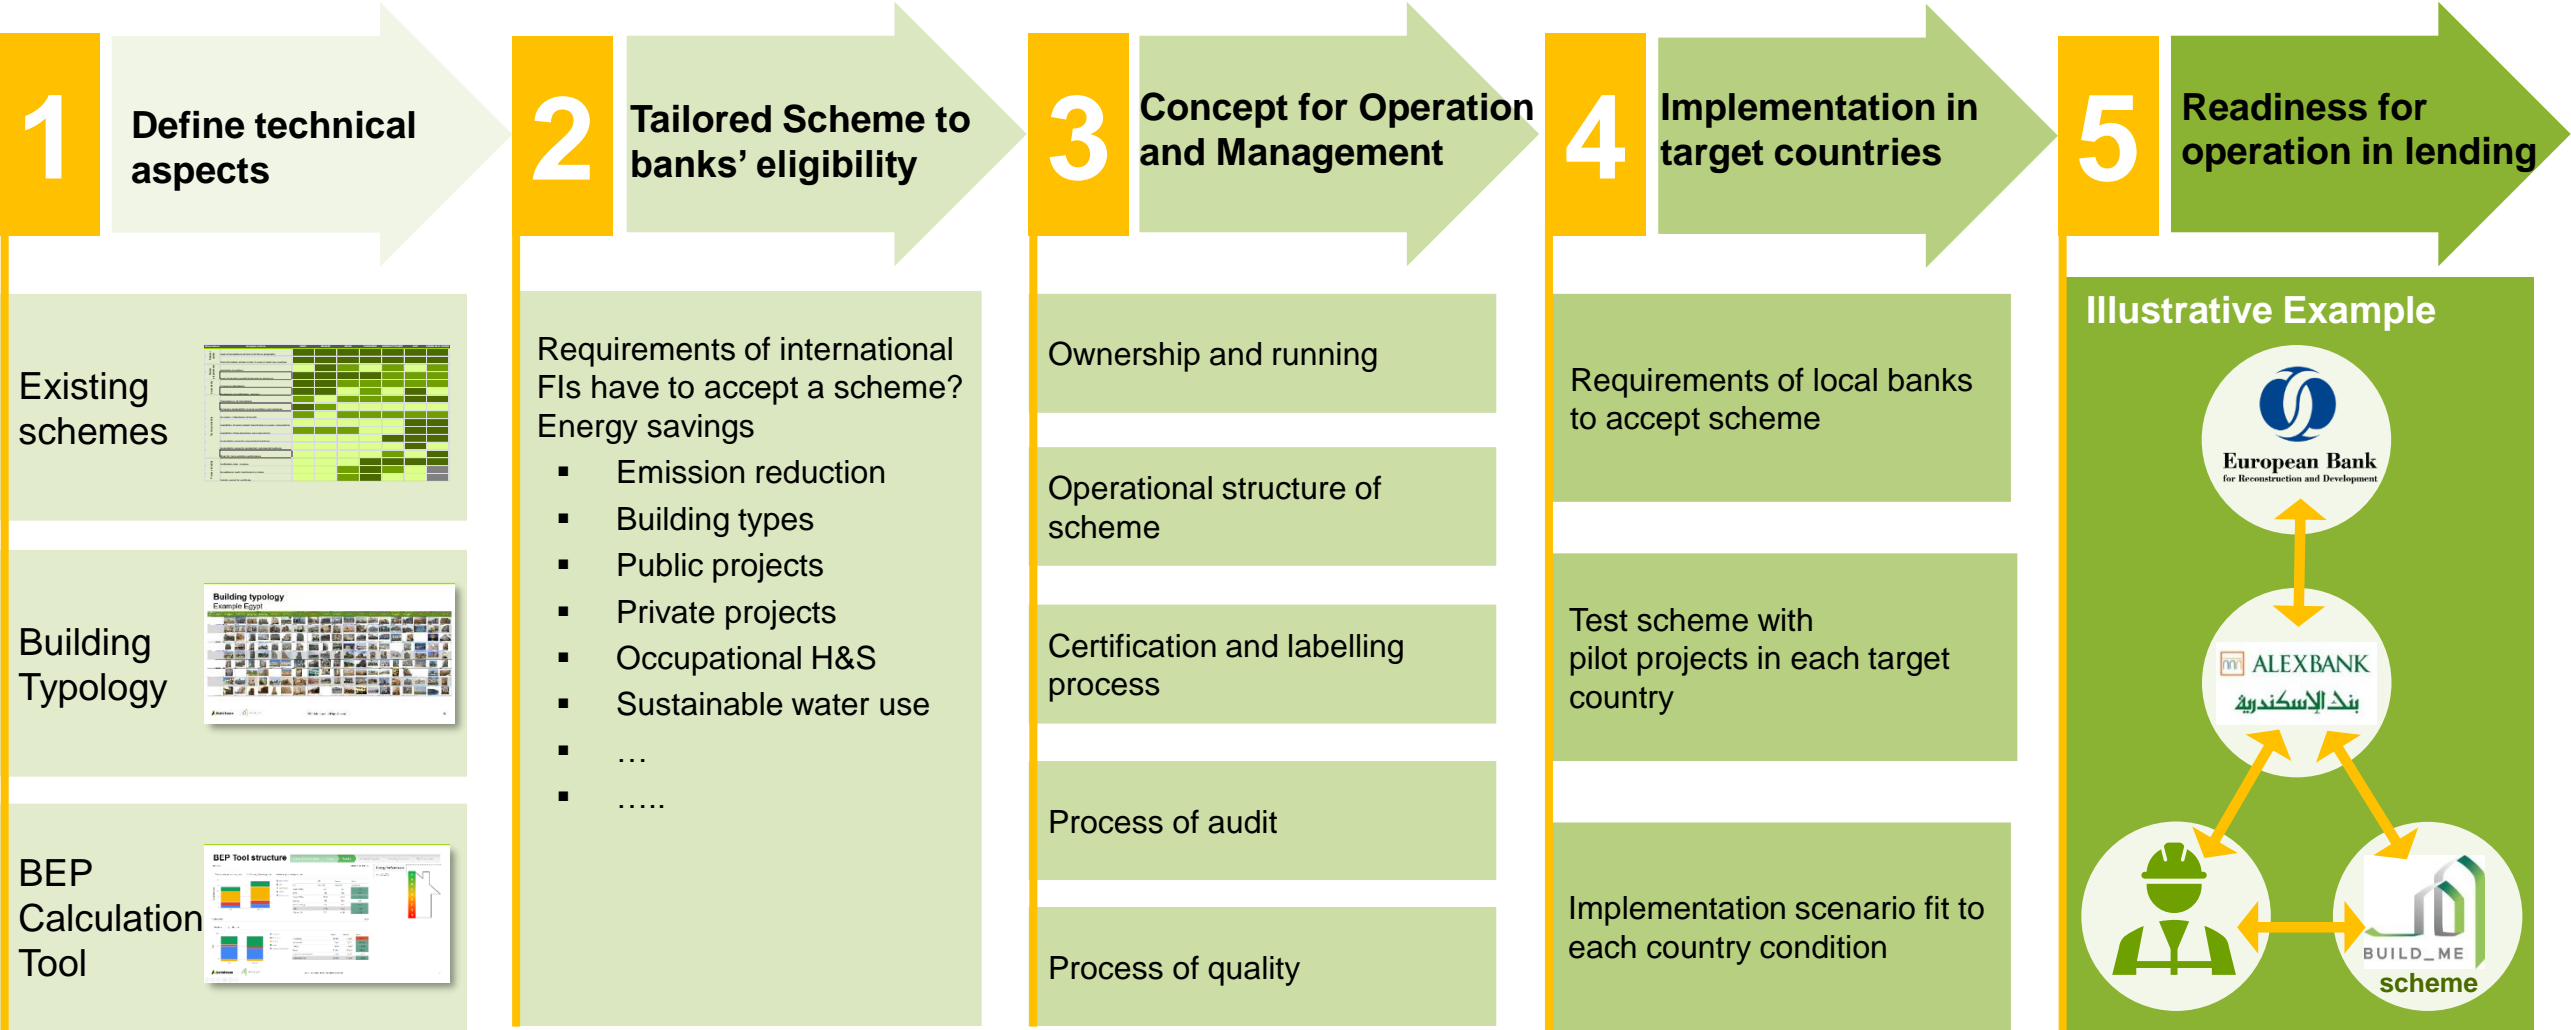 1
Define technical
aspects
Existing
schemes
Building
Typology
Building typology
Example Egypt
BEP
Calculation
Tool
BEP Tool structure
2
Tailored Scheme to
banks’ eligibility
Requirements of international
FIs have to accept a scheme?
Energy savings
▪ Emission reduction
▪ Building types
▪ Public projects
▪ Private projects
▪ Occupational H&S
▪ Sustainable water use
▪ …
▪ …..
3
Concept for Operation
and Management
Ownership and running
Operational structure of
scheme
Certification and labelling
process
Process of audit
Process of quality
4
Implementation in
target countries
Requirements of local banks
to accept scheme
Test scheme with
pilot projects in each target
country
Implementation scenario fit to
each country condition
5
Readiness for
operation in lending
Illustrative Example
European Bank
for Reconstruction and Development
ALEXBANK
بنك الإسكندرية
BUILD_ME
scheme